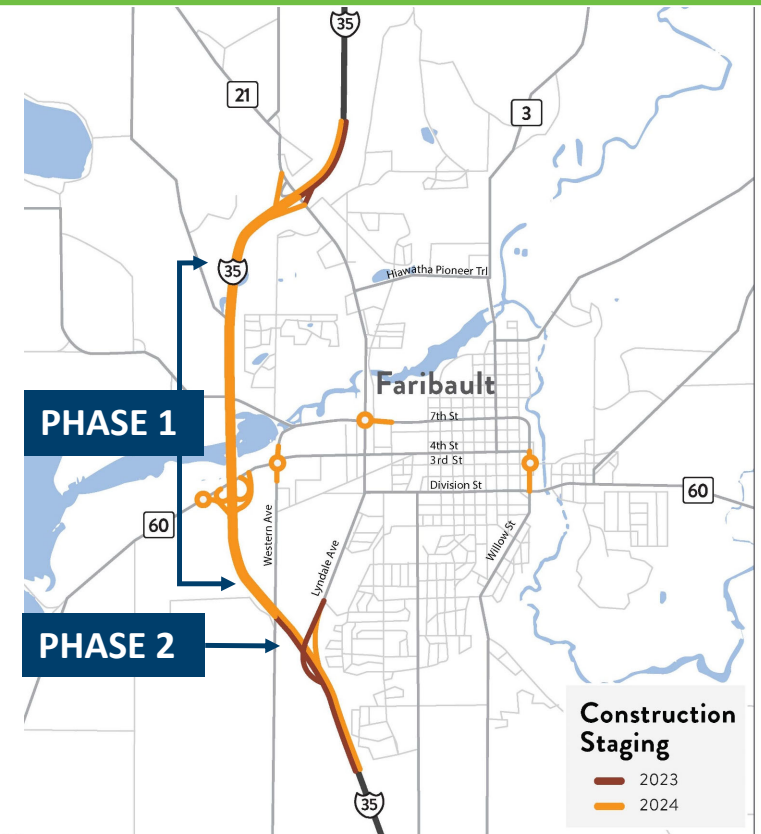 35
21
3
Hiawatha Pioneer Trl
35
Faribault
PHASE 1
7th St
4th St
3rd St
Division St
60
60
Western Ave
Willow St
Lyndale Ave
PHASE 2
35
Construction
Staging
2023
2024